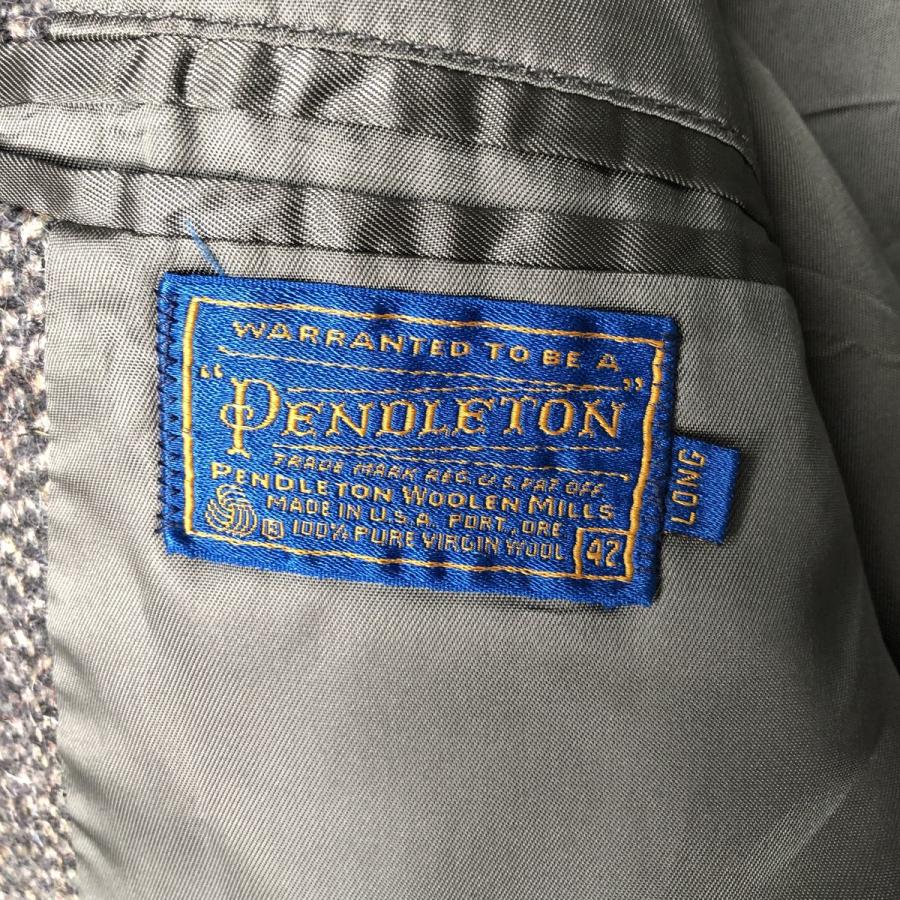 WARRANTED TO BE A
"PENDLETON"
TRADE MARK REG. U.S. PAT. OFF.
PENDLETON WOOLEN MILLS
MADE IN U.S.A. PORT., ORE
® 100% PURE VIRGIN WOOL 42
LONG